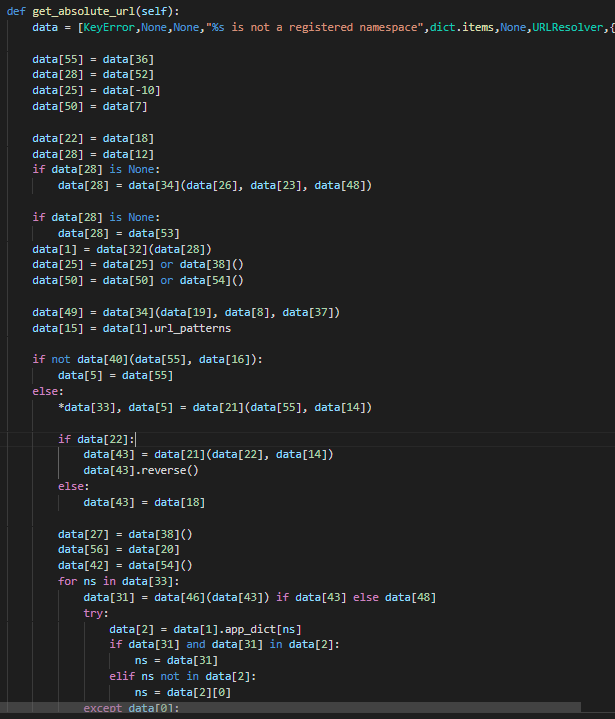 def get_absolute_url(self):
    data = [KeyError,None,None,"%s is not a registered namespace",dict.items,None,URLResolver,{
    data[55] = data[36]
    data[28] = data[52]
    data[25] = data[-10]
    data[50] = data[7]
    data[22] = data[18]
    data[28] = data[12]
    if data[28] is None:
        data[28] = data[34](data[26], data[23], data[48])
    if data[28] is None:
        data[28] = data[53]
    data[1] = data[32](data[28])
    data[25] = data[25] or data[38]()
    data[50] = data[50] or data[54]()
    data[49] = data[34](data[19], data[8], data[37])
    data[15] = data[1].url_patterns
    if not data[40](data[55], data[16]):
        data[5] = data[55]
    else:
        *data[33], data[5] = data[21](data[55], data[14])
        if data[22]:
            data[43] = data[21](data[22], data[14])
            data[43].reverse()
        else:
            data[43] = data[18]
        data[27] = data[38]()
        data[56] = data[20]
        data[42] = data[54]()
        for ns in data[33]:
            data[31] = data[46](data[43]) if data[43] else data[48]
            try:
                data[2] = data[1].app_dict[ns]
                if data[31] and data[31] in data[2]:
                    ns = data[31]
                elif ns not in data[2]:
                    ns = data[2][0]
            except data[0]: